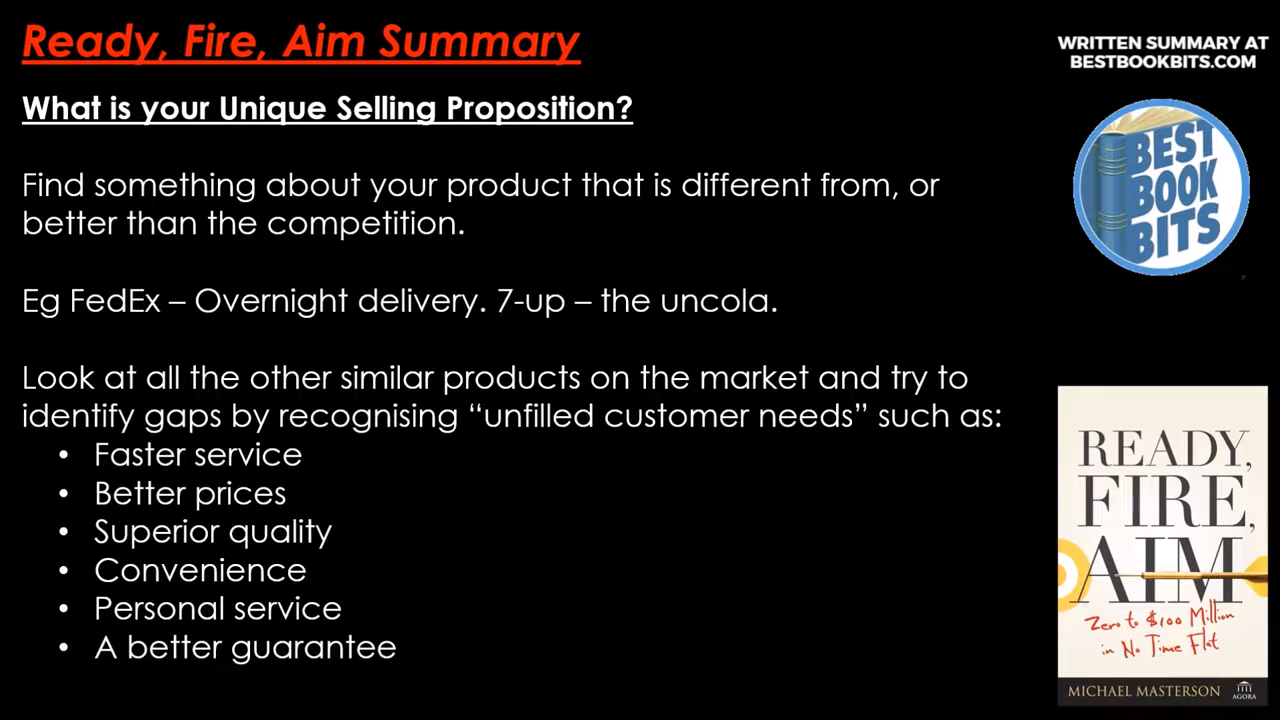 Ready, Fire, Aim Summary
What is your Unique Selling Proposition?
Find something about your product that is different from, or
better than the competition.
Eg FedEx – Overnight delivery. 7-up – the uncola.
Look at all the other similar products on the market and try to
identify gaps by recognising “unfilled customer needs” such as:
• Faster service
• Better prices
• Superior quality
• Convenience
• Personal service
• A better guarantee
WRITTEN SUMMARY AT
BESTBOOKBITS.COM
BEST
BOOK
BITS
READY,
FIRE,
AIM
Zero to $100 Million
in No Time Flat
MICHAEL MASTERSON
AGORA